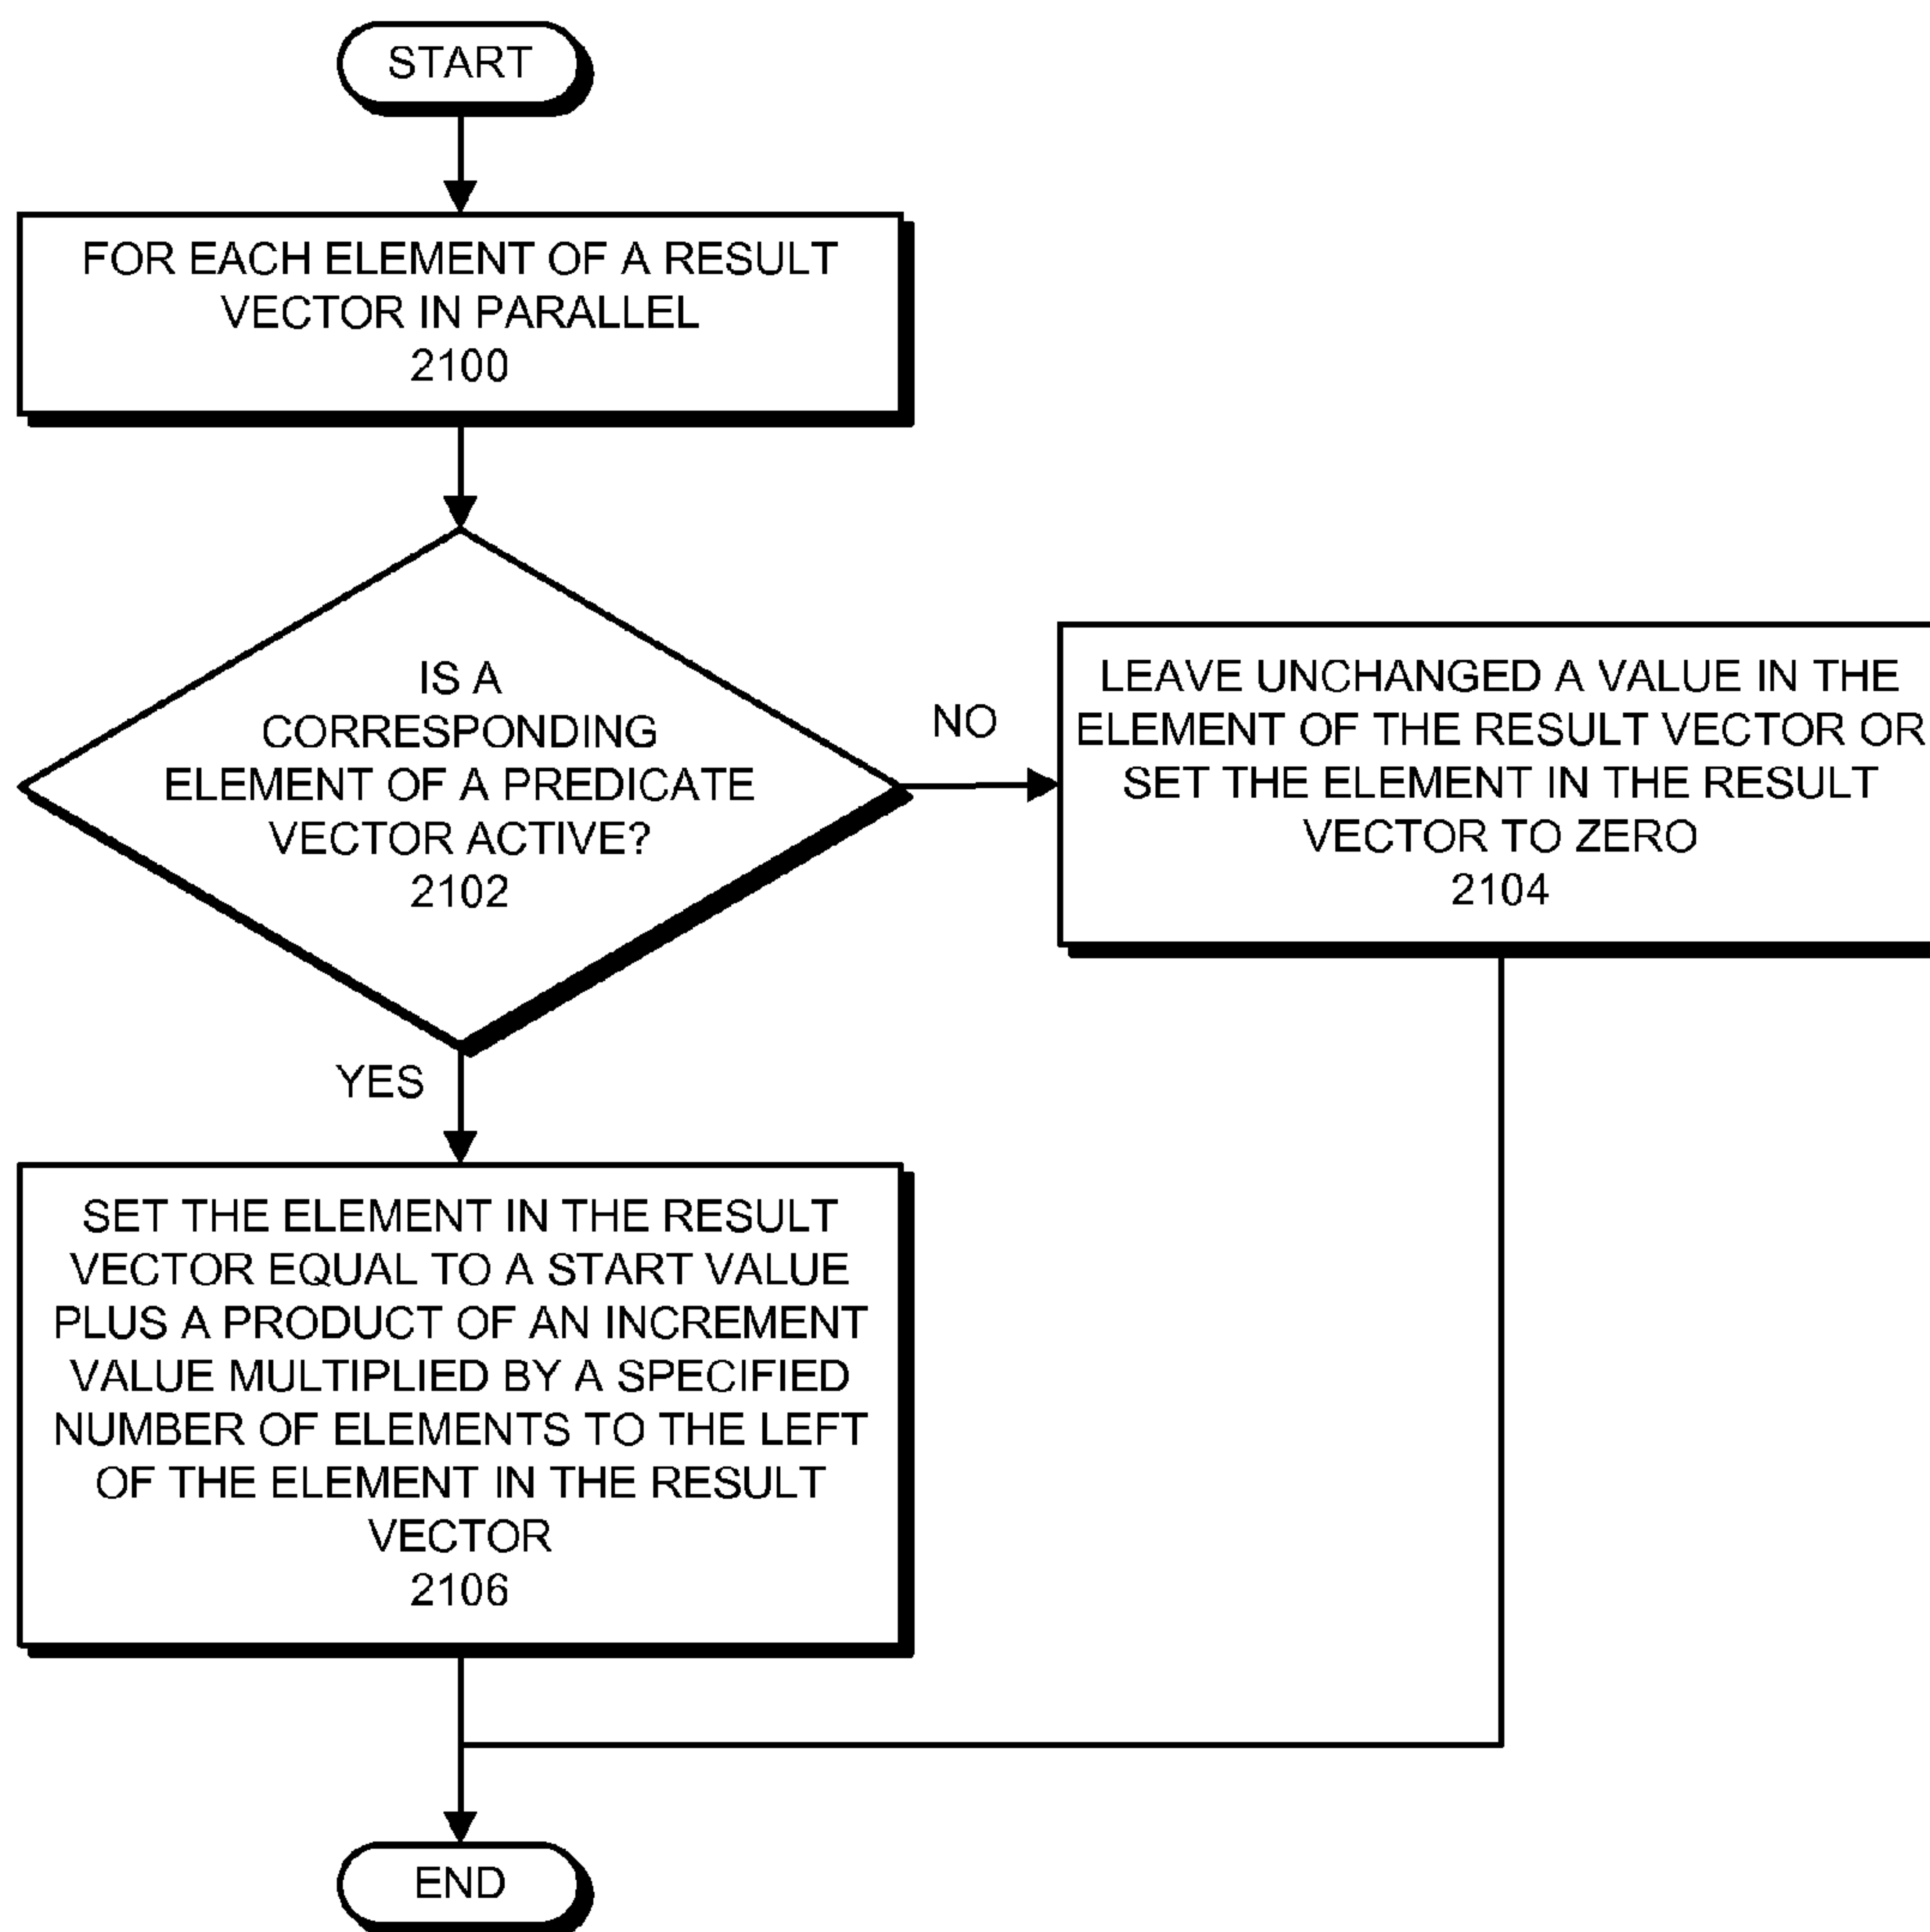 START
FOR EACH ELEMENT OF A RESULT
VECTOR IN PARALLEL
2100
IS A
CORRESPONDING
ELEMENT OF A PREDICATE
VECTOR ACTIVE?
2102
NO
LEAVE UNCHANGED A VALUE IN THE
ELEMENT OF THE RESULT VECTOR OR
SET THE ELEMENT IN THE RESULT
VECTOR TO ZERO
2104
YES
SET THE ELEMENT IN THE RESULT
VECTOR EQUAL TO A START VALUE
PLUS A PRODUCT OF AN INCREMENT
VALUE MULTIPLIED BY A SPECIFIED
NUMBER OF ELEMENTS TO THE LEFT
OF THE ELEMENT IN THE RESULT
VECTOR
2106
END